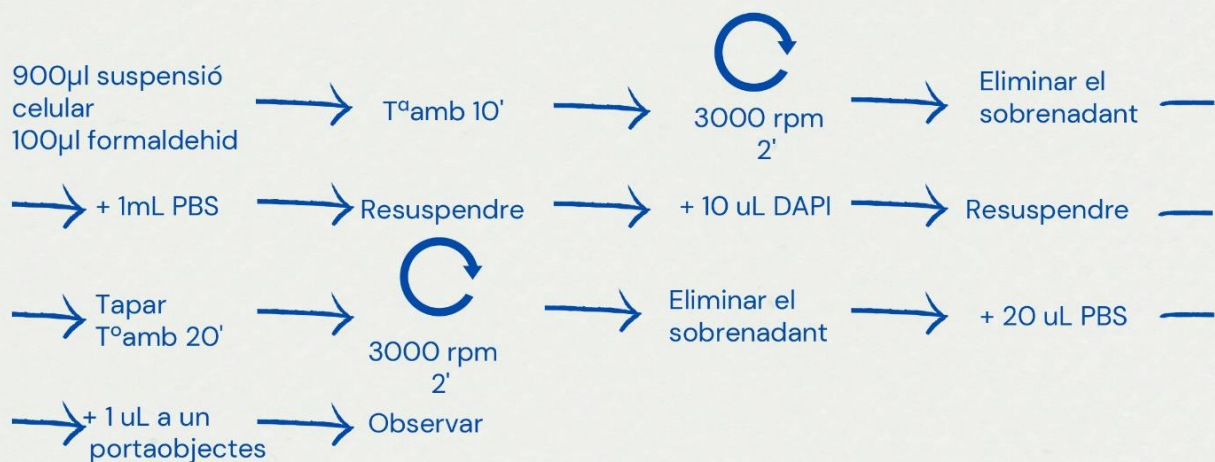 900µl suspensió
celular
100µl formaldehid
Tªamb 10'
3000 rpm
2'
Eliminar el
sobrenadant
+ 1mL PBS
Resuspendre
+ 10 uL DAPI
Resuspendre
Tapar
Tºamb 20'
3000 rpm
2'
Eliminar el
sobrenadant
+ 20 uL PBS
+ 1 uL a un
portaobjectes
Observar